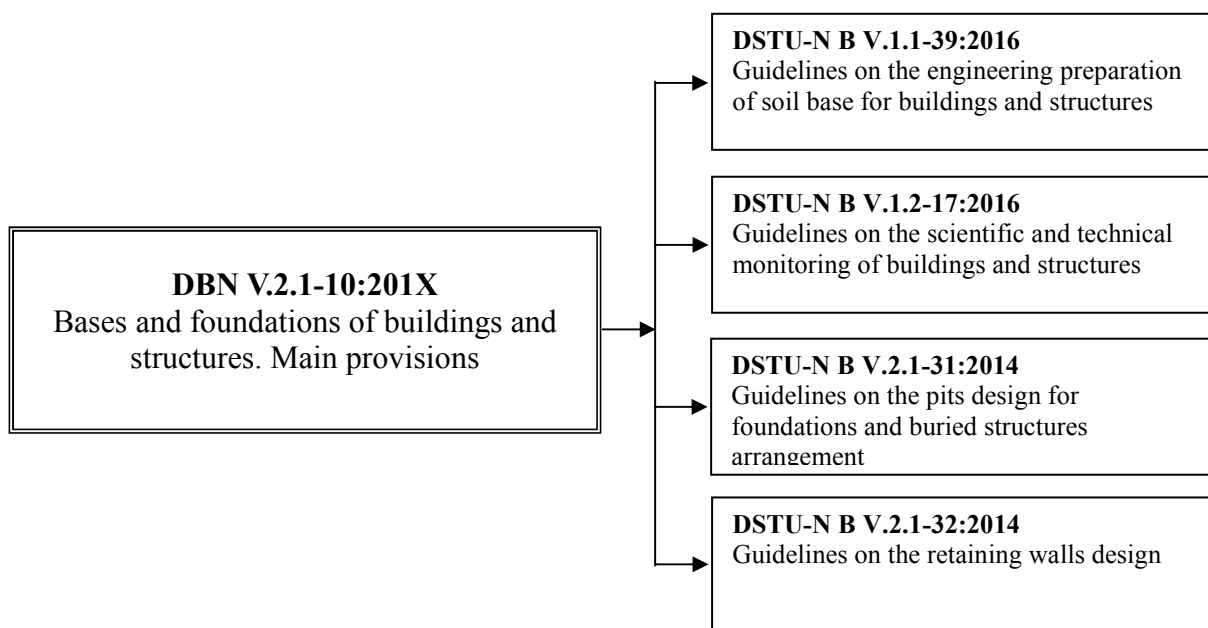 DSTU-N B V.1.1-39:2016
Guidelines on the engineering preparation
of soil base for buildings and structures
DSTU-N B V.1.2-17:2016
Guidelines on the scientific and technical
monitoring of buildings and structures
DBN V.2.1-10:201X
Bases and foundations of buildings and
structures. Main provisions
DSTU-N B V.2.1-31:2014
Guidelines on the pits design for
foundations and buried structures
arrangement
DSTU-N B V.2.1-32:2014
Guidelines on the retaining walls design